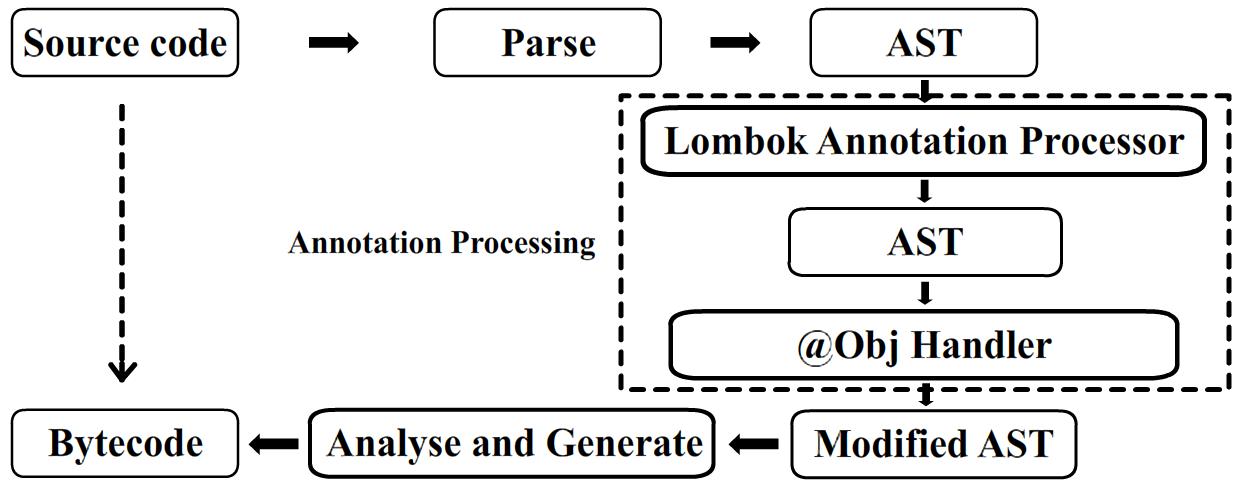 Source code
Parse
AST
Lombok Annotation Processor
AST
Annotation Processing
@Obj Handler
Bytecode
Analyse and Generate
Modified AST